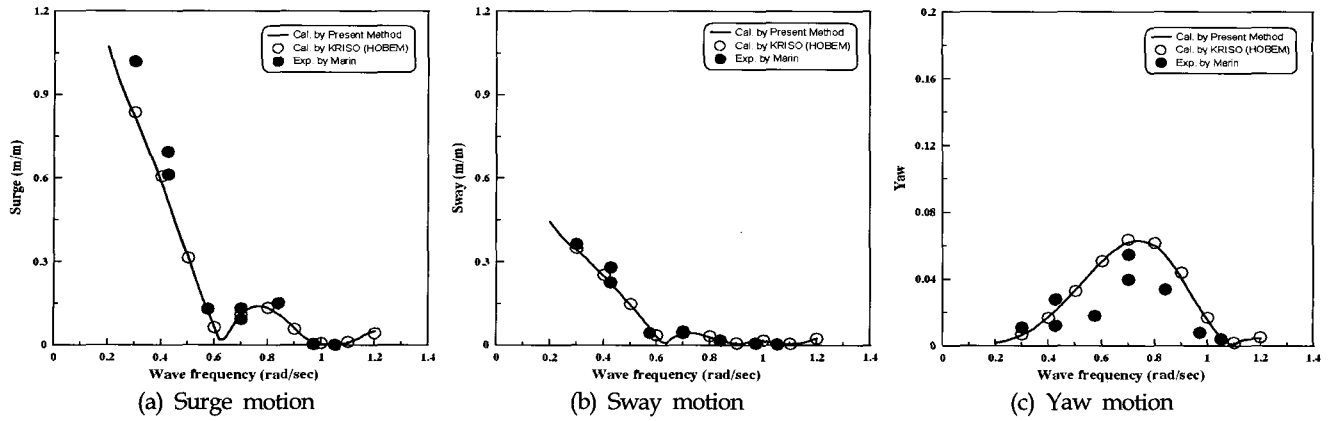 1.2
0.9
0.6
0.3
0
Surge (m/m)
Cal. by Present Method
Cal. by KRISO (HOBEM)
Exp. by Marin
0 0.2 0.4 0.6 0.8 1 1.2 1.4
Wave frequency (rad/sec)
(a) Surge motion
1.2
0.9
0.6
0.3
0
Sway (m/m)
Cal. by Present Method
Cal. by KRISO (HOBEM)
Exp. by Marin
0 0.2 0.4 0.6 0.8 1 1.2 1.4
Wave frequency (rad/sec)
(b) Sway motion
0.2
0.16
0.12
0.08
0.04
0
Yaw
Cal. by Present Method
Cal. by KRISO (HOBEM)
Exp. by Marin
0 0.2 0.4 0.6 0.8 1 1.2 1.4
Wave frequency (rad/sec)
(c) Yaw motion